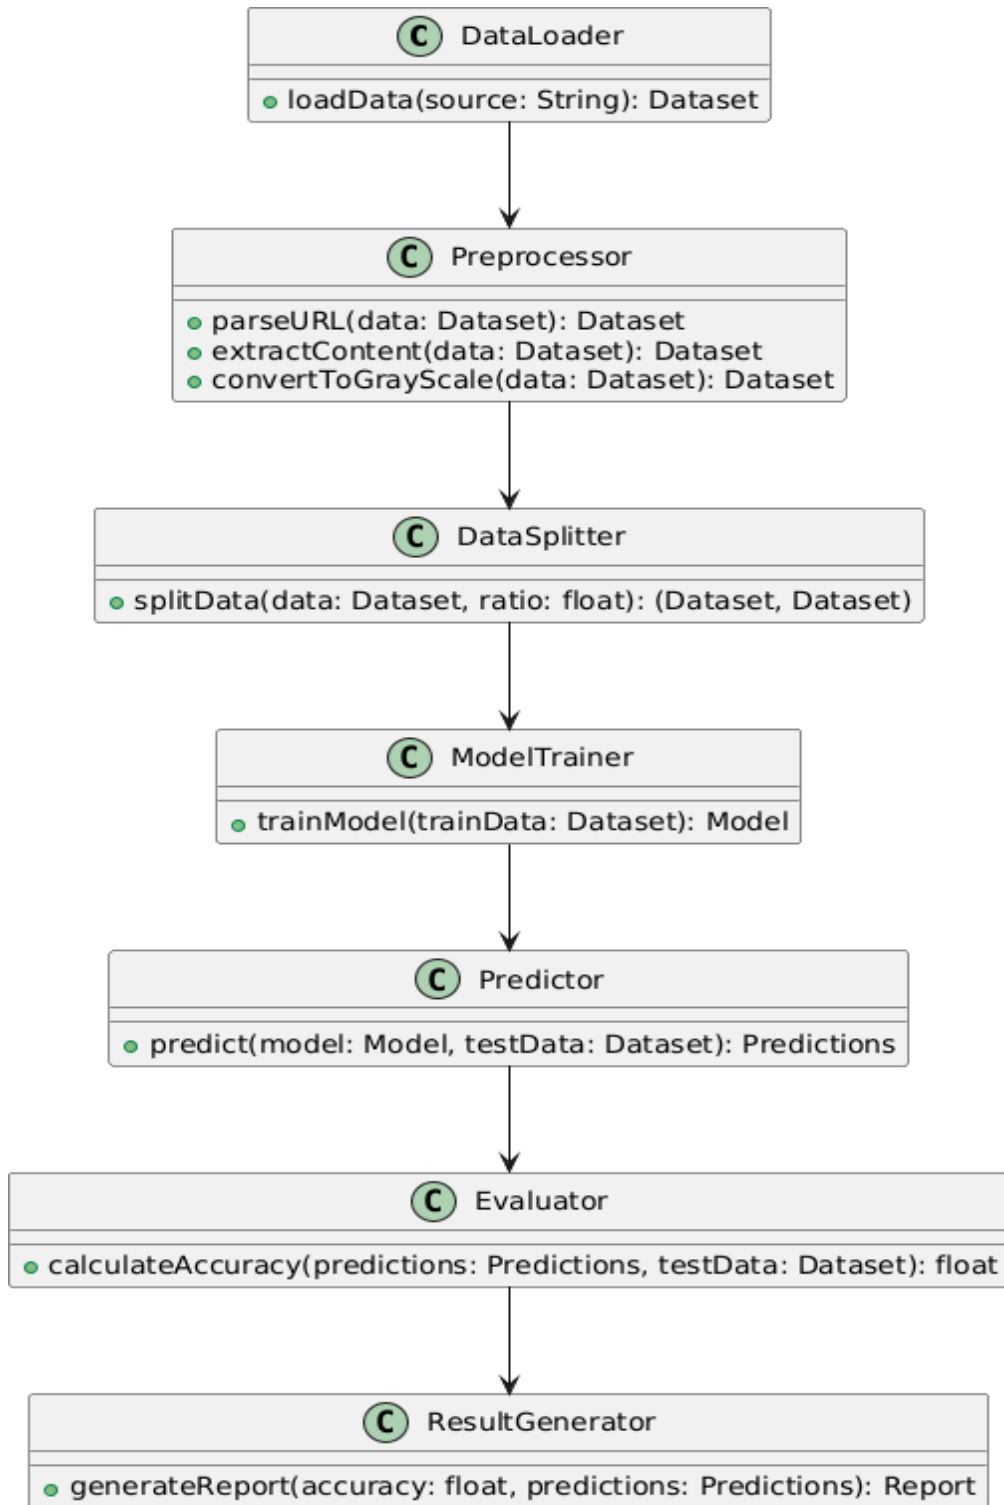 C DataLoader
loadData(source: String): Dataset
C Preprocessor
parseURL(data: Dataset): Dataset
extractContent(data: Dataset): Dataset
convertToGrayScale(data: Dataset): Dataset
C DataSplitter
splitData(data: Dataset, ratio: float): (Dataset, Dataset)
C ModelTrainer
trainModel(trainData: Dataset): Model
C Predictor
predict(model: Model, testData: Dataset): Predictions
C Evaluator
calculateAccuracy(predictions: Predictions, testData: Dataset): float
C ResultGenerator
generateReport(accuracy: float, predictions: Predictions): Report